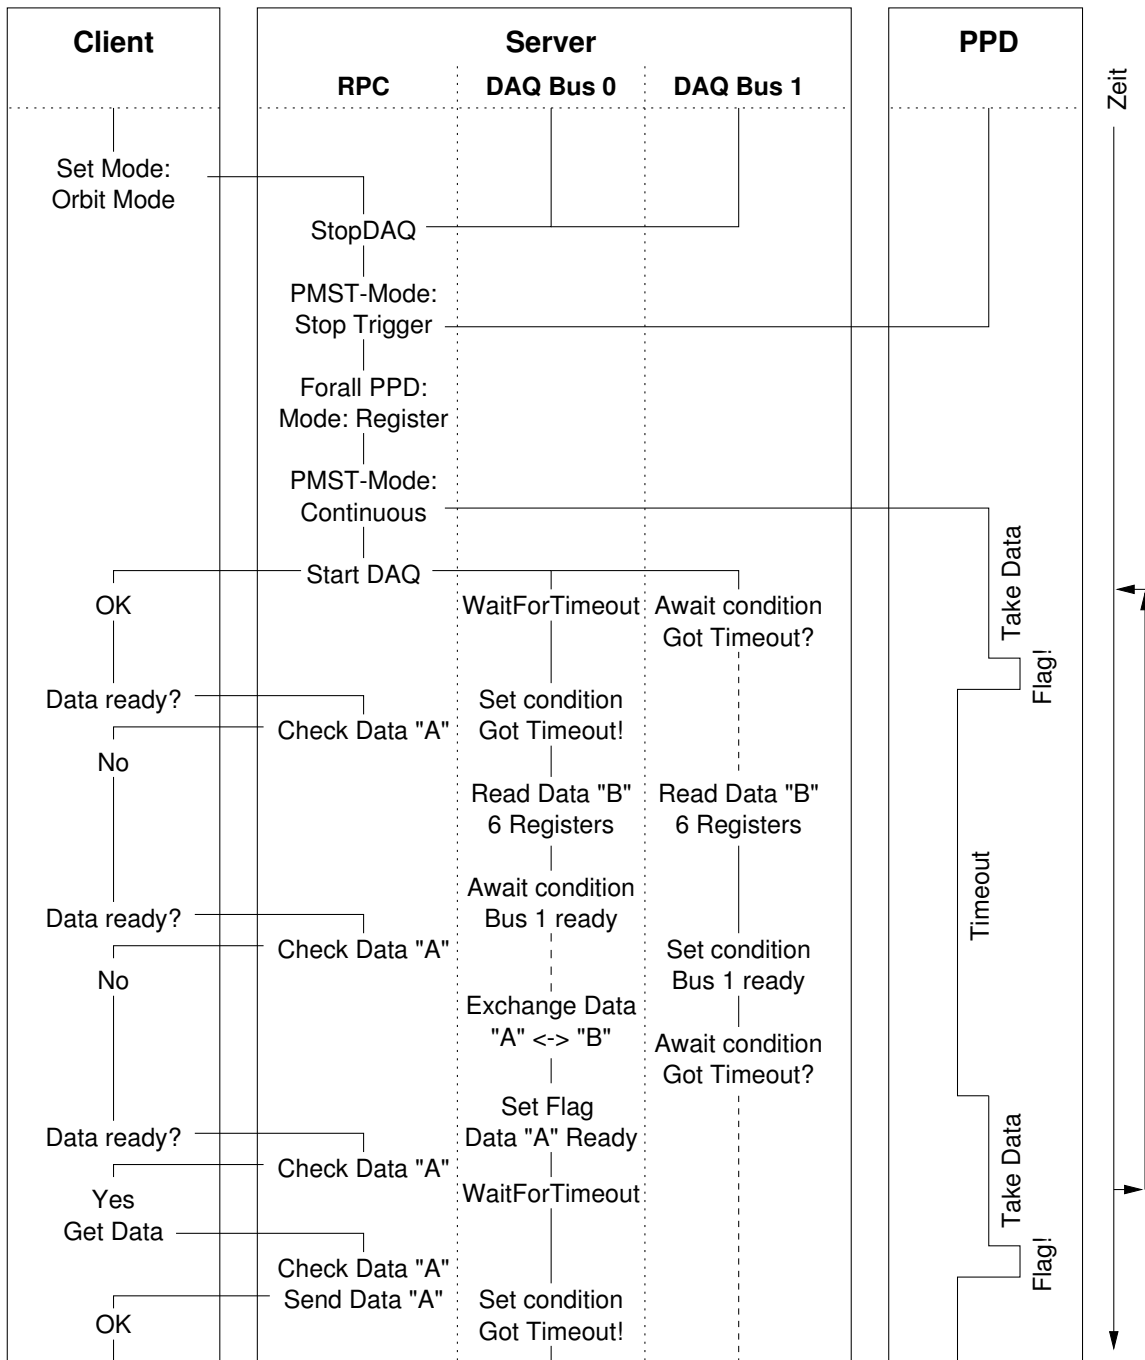 Client
Server
PPD
RPC
DAQ Bus 0
DAQ Bus 1
Zeit
Set Mode:
Orbit Mode
StopDAQ
PMST-Mode:
Stop Trigger
Forall PPD:
Mode: Register
PMST-Mode:
Continuous
Take Data
Start DAQ
OK
WaitForTimeout
Await condition
Got Timeout?
Flag!
Data ready?
Set condition
Got Timeout!
Check Data "A"
No
Read Data "B"
6 Registers
Read Data "B"
6 Registers
Timeout
Await condition
Bus 1 ready
Data ready?
Check Data "A"
Set condition
Bus 1 ready
No
Exchange Data
"A" <-> "B"
Await condition
Got Timeout?
Set Flag
Data "A" Ready
Data ready?
Check Data "A"
Take Data
Yes
Get Data
WaitForTimeout
Flag!
Check Data "A"
Send Data "A"
Set condition
Got Timeout!
OK